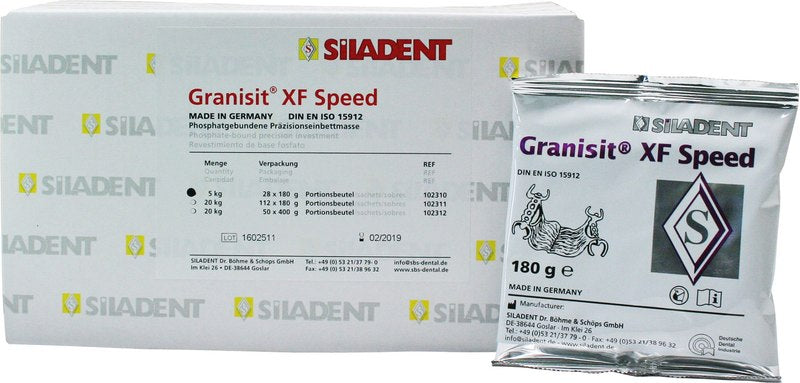 SILADENT
SILADENT
SILADENT
SILADENT
Granisit® XF Speed
MADE IN GERMANY DIN EN ISO 15912
Phosphatgebundene Präzisionseinbettmasse
Phosphate-bound precision investment
Revestimiento de base fosfato
Menge Verpackung REF
Quantity Packaging REF
Cantidad Embalaje REF
5 kg 28 x 180 g Portionsbeutel/sachets/sobres 102310
20 kg 112 x 180 g Portionsbeutel/sachets/sobres 102311
20 kg 50 x 400 g Portionsbeutel/sachets/sobres 102312
LOT 1602511 02/2019
SILADENT Dr. Böhme & Schöps GmbH Tel.: +49 (0) 53 21/37 79- 0 info@sbs-dental.de
Im Klei 26 • DE-38644 Goslar Fax: +49 (0) 53 21/38 96 32 www.sbs-dental.de
SILADENT
SILADENT
SILADENT
SILADENT
Granisit® XF Speed
DIN EN ISO 15912
S
180 g e
MADE IN GERMANY
Manufacturer:
SILADENT Dr. Böhme & Schöps GmbH
DE-38644 Goslar · Im Klei 26
Tel.: +49 (0)53 21/37 79 - 0 · Fax: +49 (0)53 21/38 96 32
www.siladent.de · info@siladent.de
Deutsche
Dental
Industrie